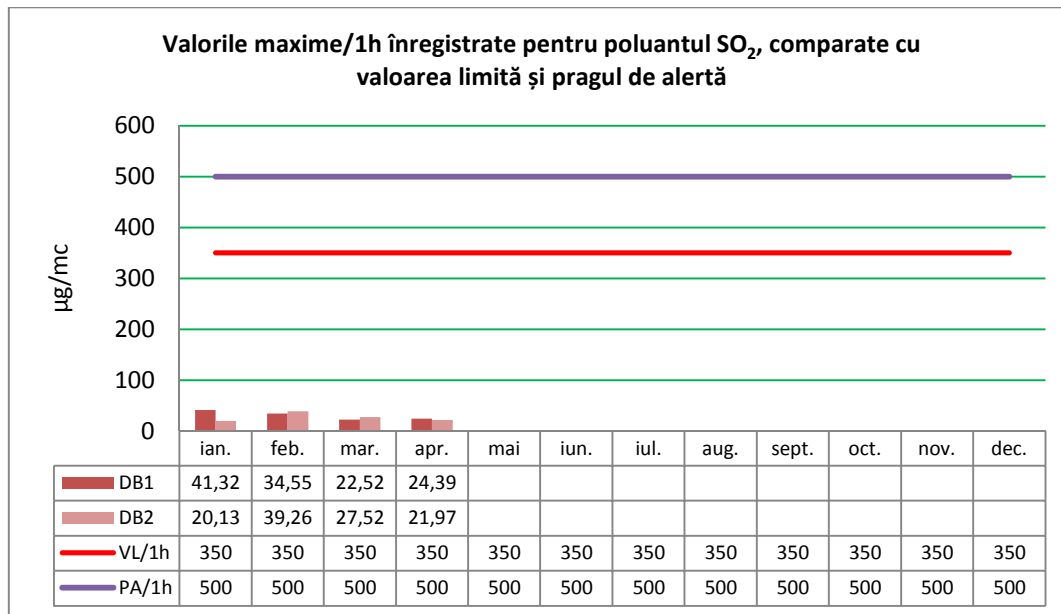 Valorile maxime/1h înregistrate pentru poluantul SO₂, comparate cu
valoarea limită și pragul de alertă
600
500
400
300
200
100
0
µg/mc
ian. feb. mar. apr. mai iun. iul. aug. sept. oct. nov. dec.
DB1 41,32 34,55 22,52 24,39
DB2 20,13 39,26 27,52 21,97
VL/1h 350 350 350 350 350 350 350 350 350 350 350 350
PA/1h 500 500 500 500 500 500 500 500 500 500 500 500